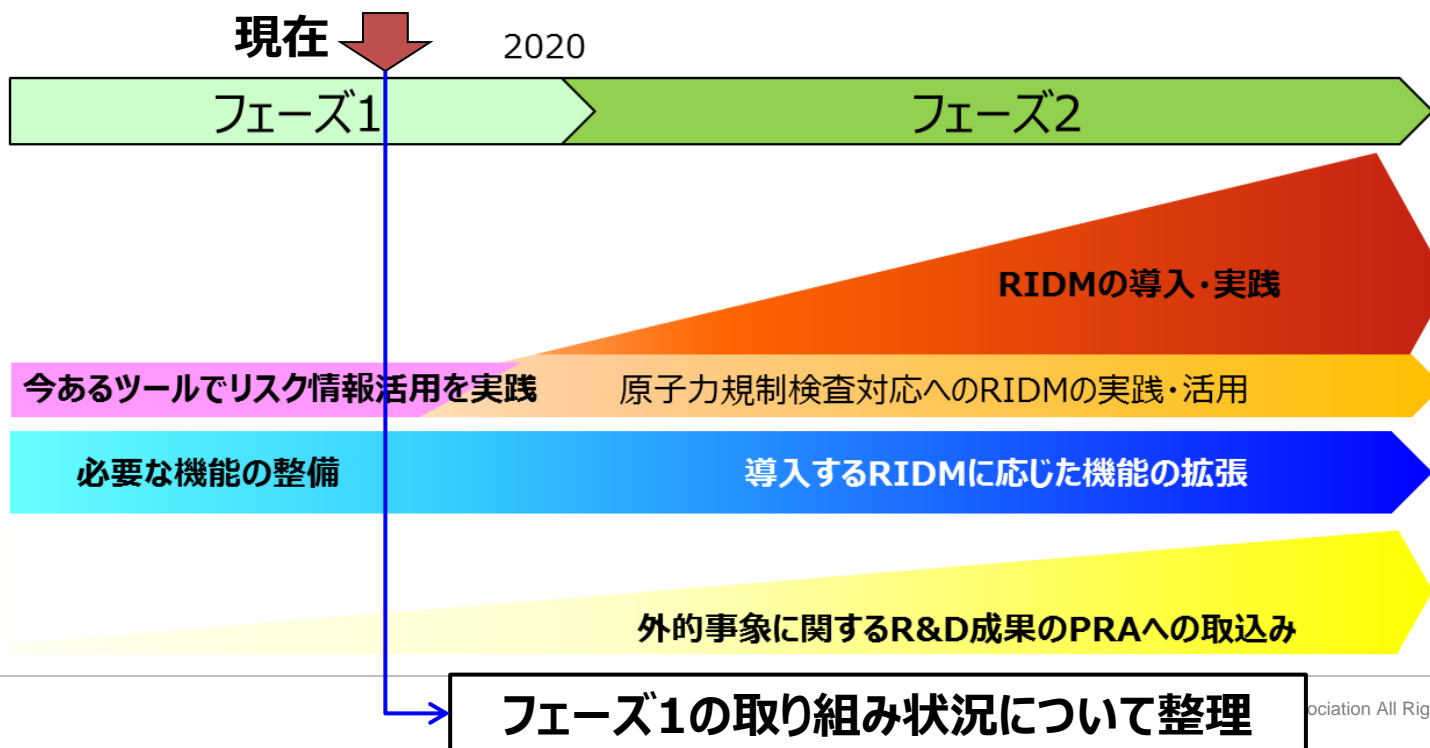 現在
2020
フェーズ1
フェーズ2
RIDMの導入・実践
今あるツールでリスク情報活用を実践
原子力規制検査対応へのRIDMの実践・活用
必要な機能の整備
導入するRIDMに応じた機能の拡張
外的事象に関するR&D成果のPRAへの取込み
フェーズ1の取り組み状況について整理
All